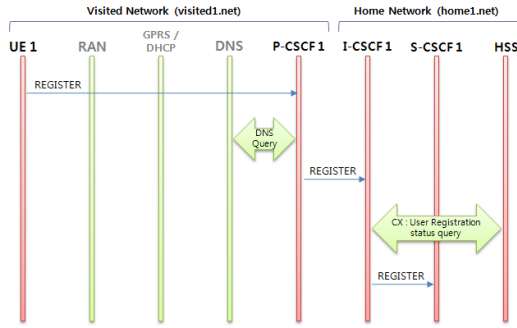 Visited Network (visited1.net)
Home Network (home1.net)
UE 1
RAN
GPRS /
DHCP
DNS
P-CSCF 1
I-CSCF 1
S-CSCF 1
HSS
REGISTER
DNS
Query
REGISTER
CX : User Registration
status query
REGISTER